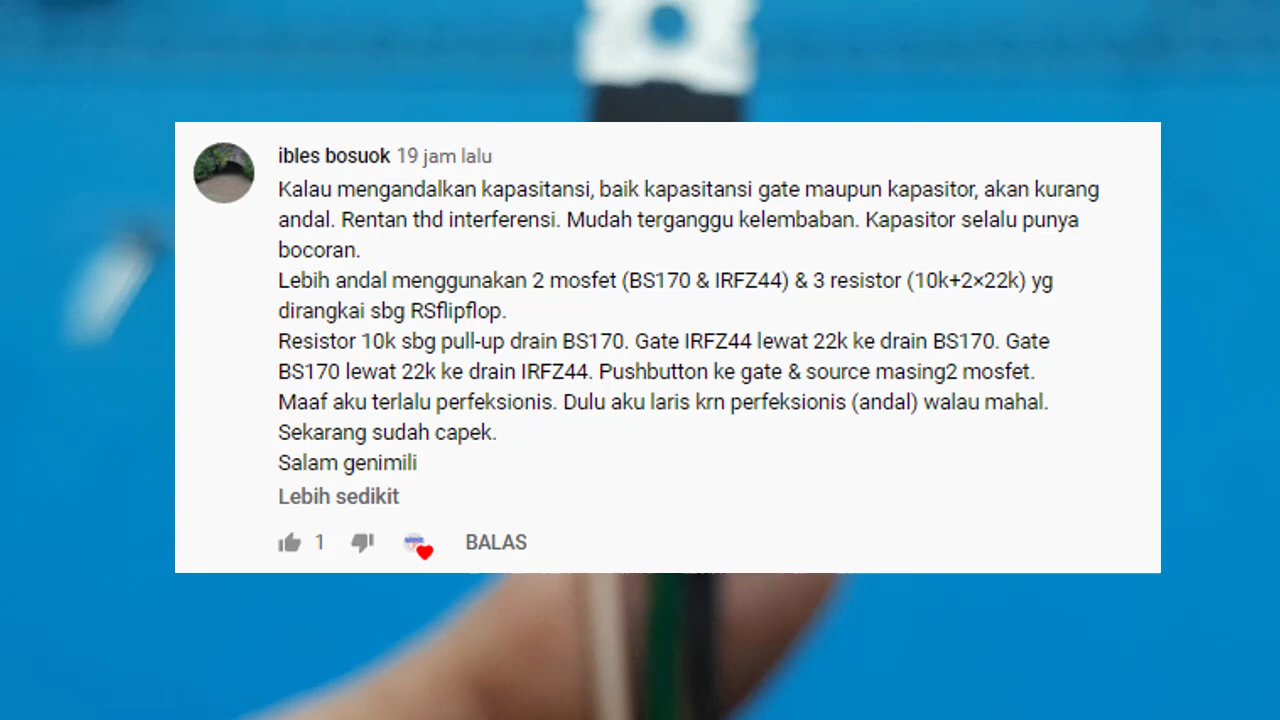 ibles bosuok 19 jam lalu
Kalau mengandalkan kapasitansi, baik kapasitansi gate maupun kapasitor, akan kurang
andal. Rentan thd interferensi. Mudah terganggu kelembaban. Kapasitor selalu punya
bocoran.
Lebih andal menggunakan 2 mosfet (BS170 & IRFZ44) & 3 resistor (10k+2×22k) yg
dirangkai sbg RSflipflop.
Resistor 10k sbg pull-up drain BS170. Gate IRFZ44 lewat 22k ke drain BS170. Gate
BS170 lewat 22k ke drain IRFZ44. Pushbutton ke gate & source masing2 mosfet.
Maaf aku terlalu perfeksionis. Dulu aku laris krn perfeksionis (andal) walau mahal.
Sekarang sudah capek.
Salam genimili
Lebih sedikit
1 BALAS